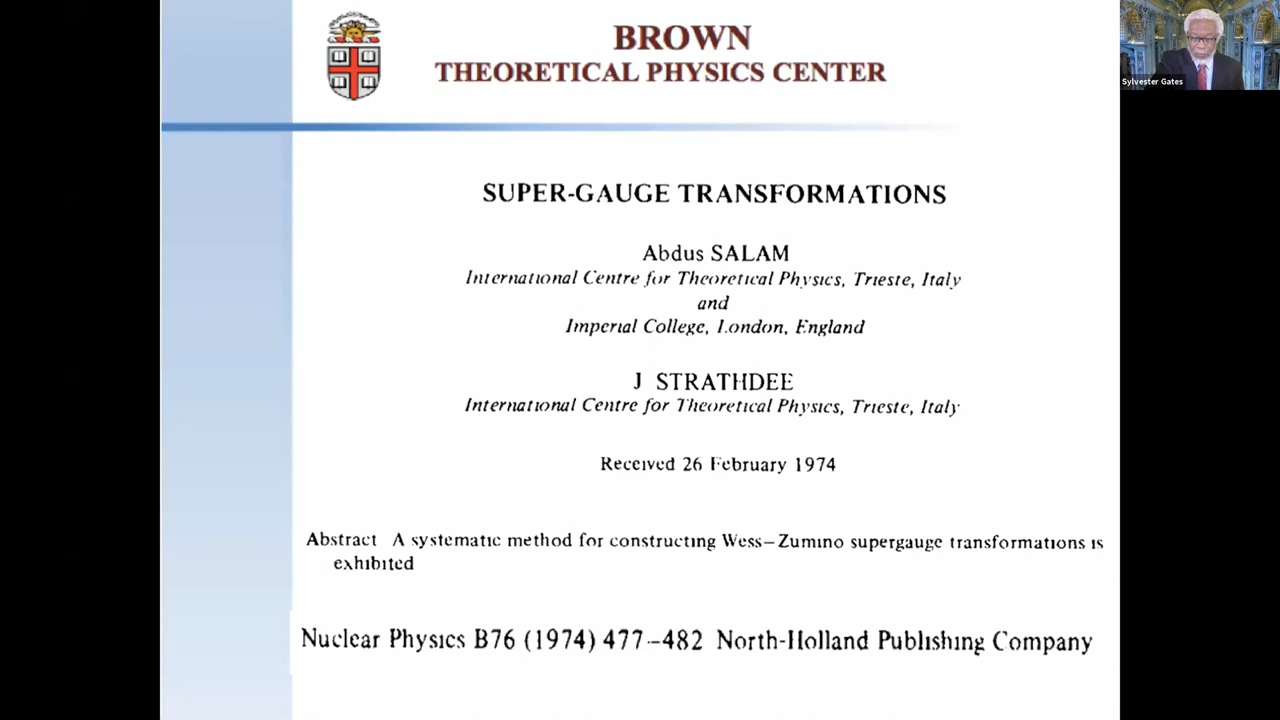 BROWN
THEORETICAL PHYSICS CENTER
Sylvester Gates
SUPER-GAUGE TRANSFORMATIONS
Abdus SALAM
International Centre for Theoretical Physics, Trieste, Italy
and
Imperial College, London, England
J STRATHDEE
International Centre for Theoretical Physics, Trieste, Italy
Received 26 February 1974
Abstract A systematic method for constructing Wess–Zumino supergauge transformations is
exhibited
Nuclear Physics B76 (1974) 477–482 North-Holland Publishing Company